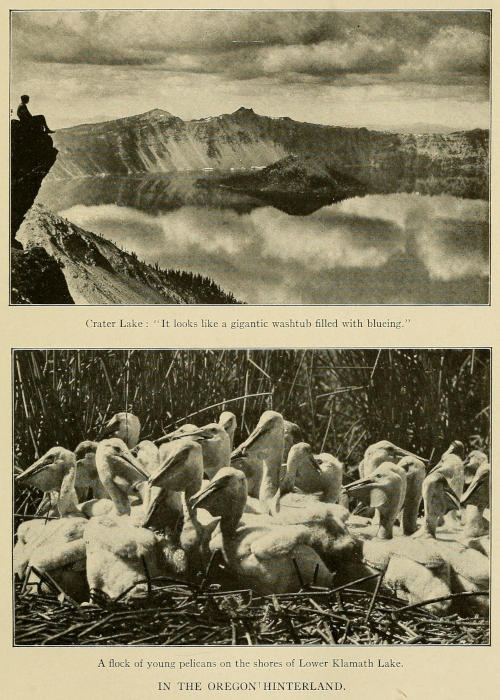 Crater Lake: "It looks like a gigantic washtub filled with blueing."
A flock of young pelicans on the shores of Lower Klamath Lake.
IN THE OREGON HINTERLAND.